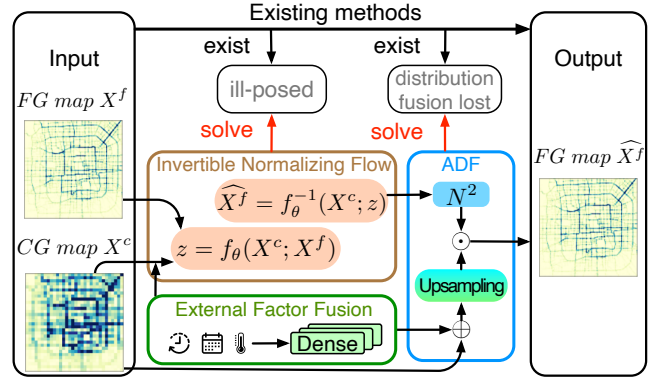 Existing methods
Input
exist
exist
Output
ill-posed
distribution
fusion lost
FG map X^f
solve
solve
Invertible Normalizing Flow
ADF
\widehat{X^f} = f_θ^{-1}(X^c; z)
N^2
FG map \widehat{X^f}
z = f_θ(X^c; X^f)
⊙
CG map X^c
Upsampling
External Factor Fusion
Dense
⊕